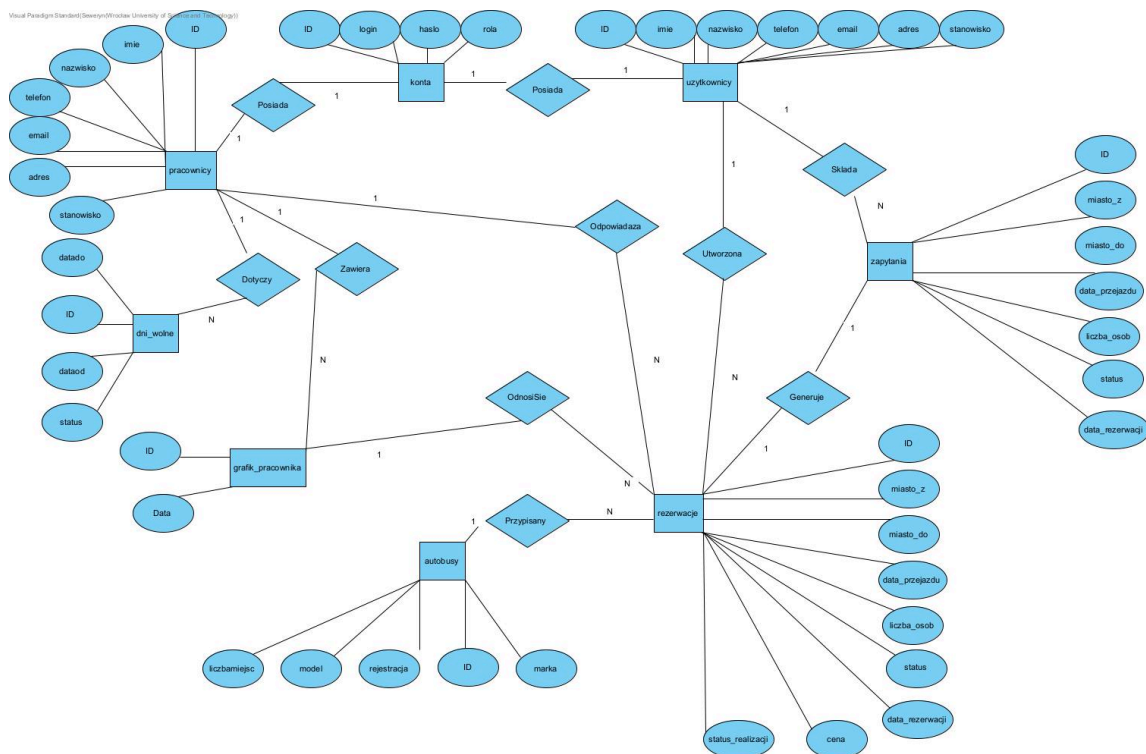 Visual Paradigm Standard(Seweryn(Wrocław University of Science and Technology))
ID
imie
nazwisko
telefon
email
adres
stanowisko
ID
login
hasło
rola
ID
imie
nazwisko
telefon
email
adres
stanowisko
pracownicy
1
Posiada
1
konta
1
Posiada
1
uzytkownicy
1
Składa
N
zapytania
ID
miasto_z
miasto_do
data_przejazdu
liczba_osob
status
data_rezerwacji
1
Odpowiadaza
N
1
Utworzona
N
1
Generuje
1
1
Dotyczy
N
1
Zawiera
N
datado
ID
dni_wolne
dataod
status
ID
grafik_pracownika
Data
1
OdnosiSie
N
rezerwacje
ID
miasto_z
miasto_do
data_przejazdu
liczba_osob
status
data_rezerwacji
cena
status_realizacji
1
Przypisany
N
autobusy
liczbamiejsc
model
rejestracja
ID
marka